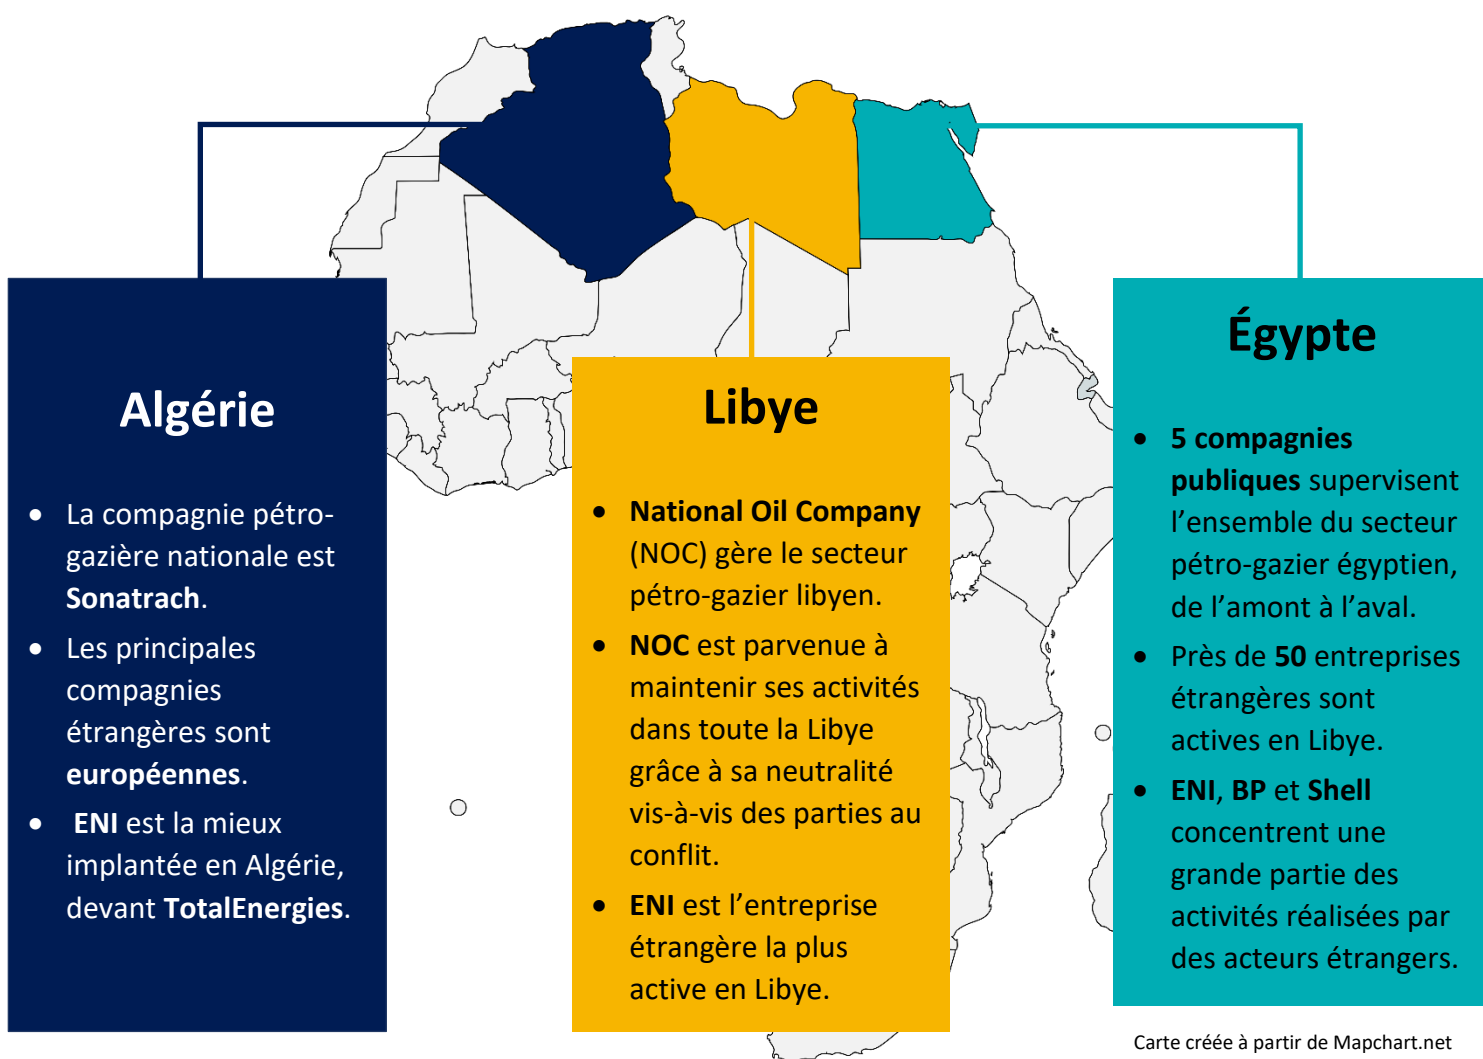 Algérie
• La compagnie pétro-
gazière nationale est
Sonatrach.
• Les principales
compagnies
étrangères sont
européennes.
• ENI est la mieux
implantée en Algérie,
devant TotalEnergies.
Libye
• National Oil Company
(NOC) gère le secteur
pétro-gazier libyen.
• NOC est parvenue à
maintenir ses activités
dans toute la Libye
grâce à sa neutralité
vis-à-vis des parties au
conflit.
• ENI est l’entreprise
étrangère la plus
active en Libye.
Égypte
• 5 compagnies
publiques supervisent
l’ensemble du secteur
pétro-gazier égyptien,
de l’amont à l’aval.
• Près de 50 entreprises
étrangères sont
actives en Libye.
• ENI, BP et Shell
concentrent une
grande partie des
activités réalisées par
des acteurs étrangers.
Carte créée à partir de Mapchart.net